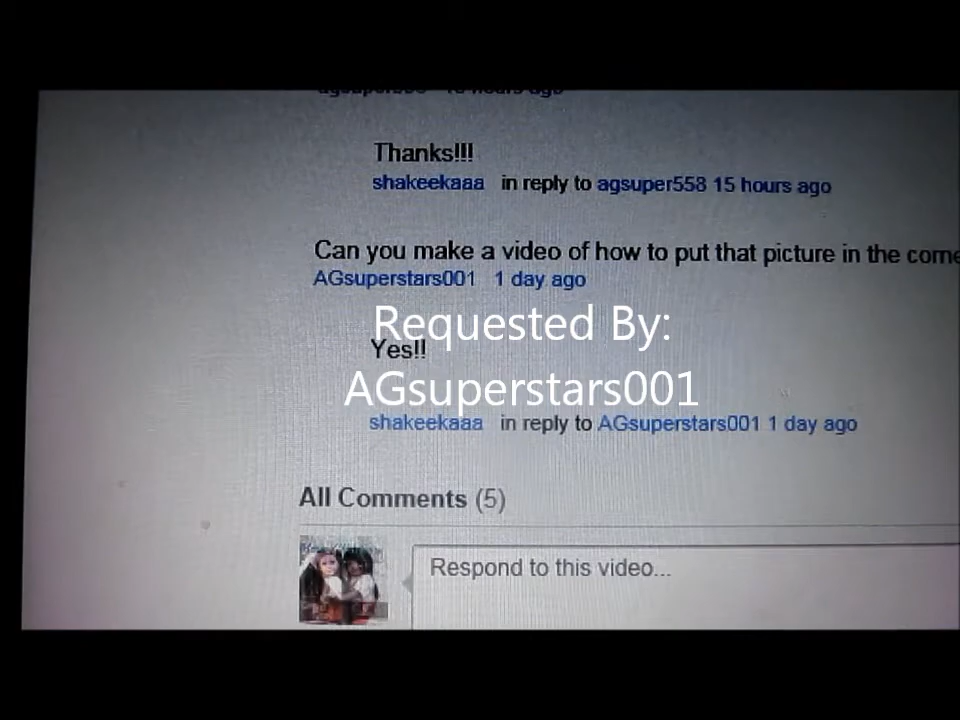 Thanks!!!
shakeekaaa in reply to agsuper558 15 hours ago
Can you make a video of how to put that picture in the
AGsuperstars001 1 day ago
Requested By:
Yes!!
AGsuperstars001
shakeekaaa in reply to AGsuperstars001 1 day ago
All Comments (5)
Respond to this video...